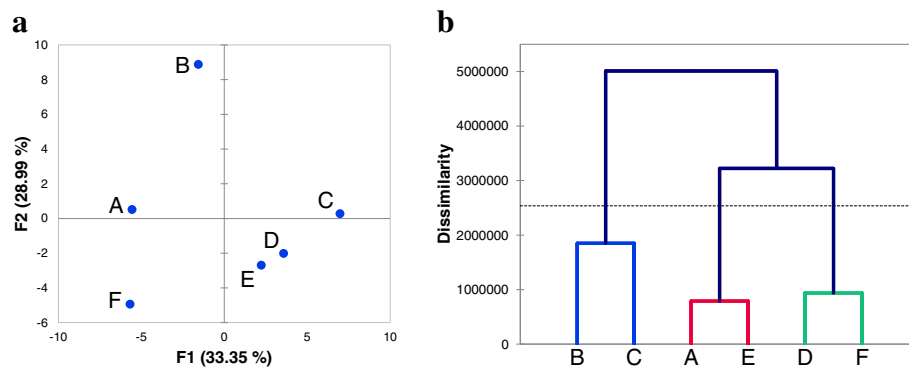 a
10
8
6
4
2
0
-2
-4
-6
-10
-5
0
5
10
F2 (28.99 %)
F1 (33.35 %)
B
A
C
D
E
F
b
5000000
4000000
3000000
2000000
1000000
0
Dissimilarity
B C A E D F